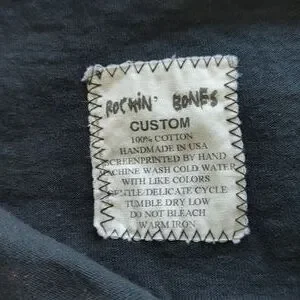 ROCKIN' BONES
CUSTOM
100% COTTON
HANDMADE IN USA
SCREENPRINTED BY HAND
MACHINE WASH COLD WATER
WITH LIKE COLORS
GENTLE/DELICATE CYCLE
TUMBLE DRY LOW
DO NOT BLEACH
WARM IRON